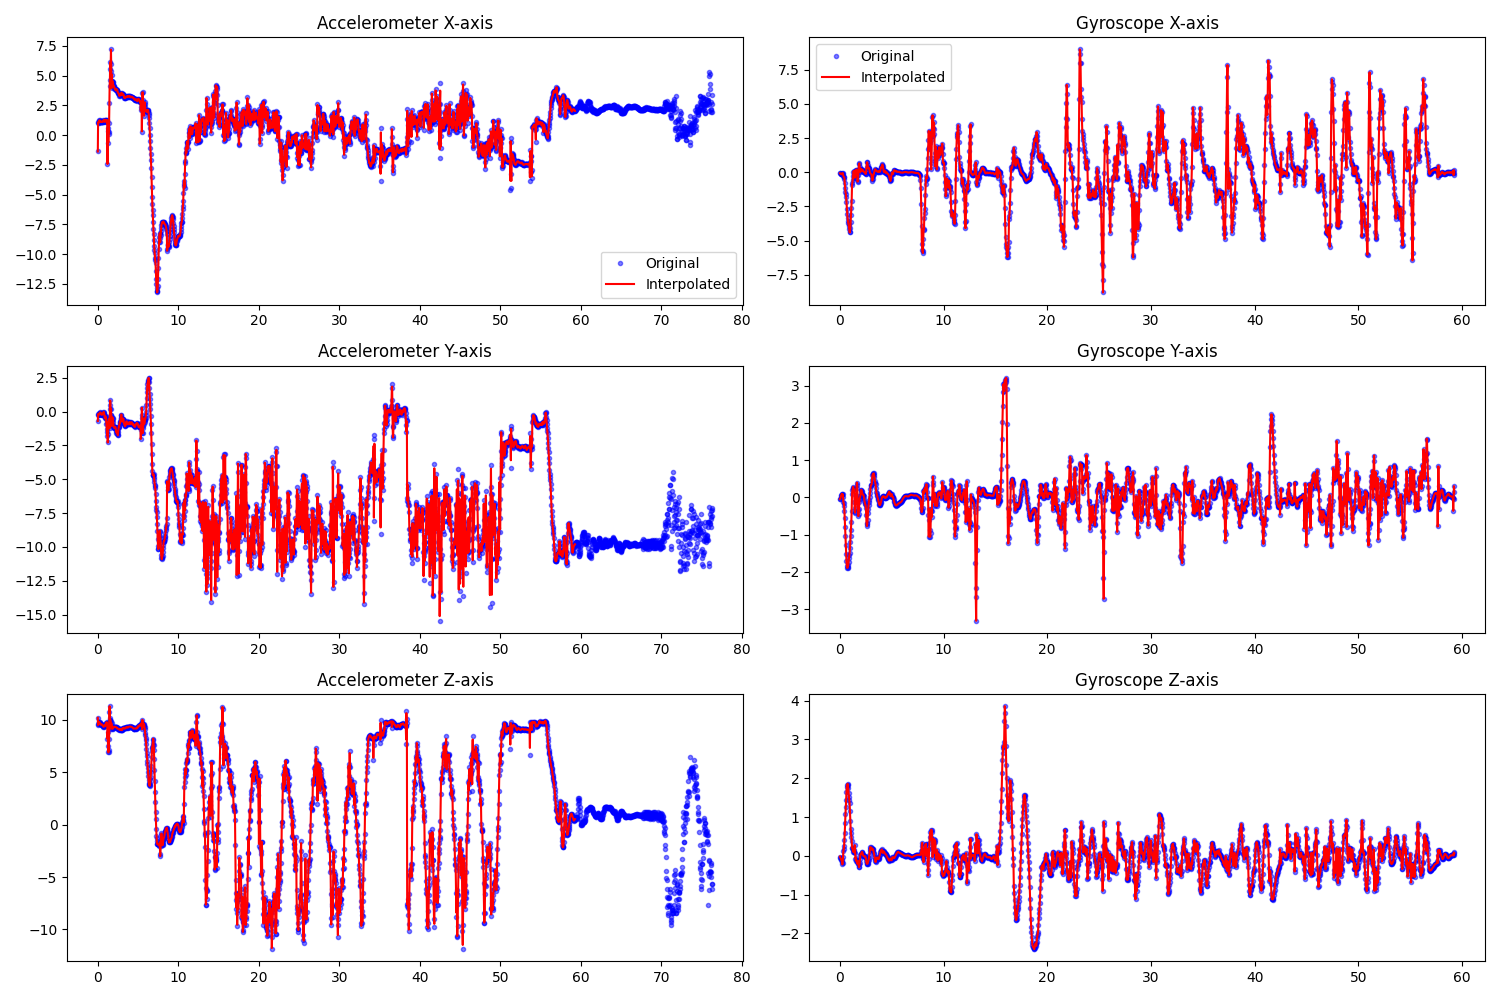 Accelerometer X-axis
7.5
5.0
2.5
0.0
−2.5
−5.0
−7.5
−10.0
−12.5
Original
Interpolated
0 10 20 30 40 50 60 70 80
Gyroscope X-axis
Original
Interpolated
7.5
5.0
2.5
0.0
−2.5
−5.0
−7.5
0 10 20 30 40 50 60
Accelerometer Y-axis
2.5
0.0
−2.5
−5.0
−7.5
−10.0
−12.5
−15.0
0 10 20 30 40 50 60 70 80
Gyroscope Y-axis
3
2
1
0
−1
−2
−3
0 10 20 30 40 50 60
Accelerometer Z-axis
10
5
0
−5
−10
0 10 20 30 40 50 60 70 80
Gyroscope Z-axis
4
3
2
1
0
−1
−2
0 10 20 30 40 50 60